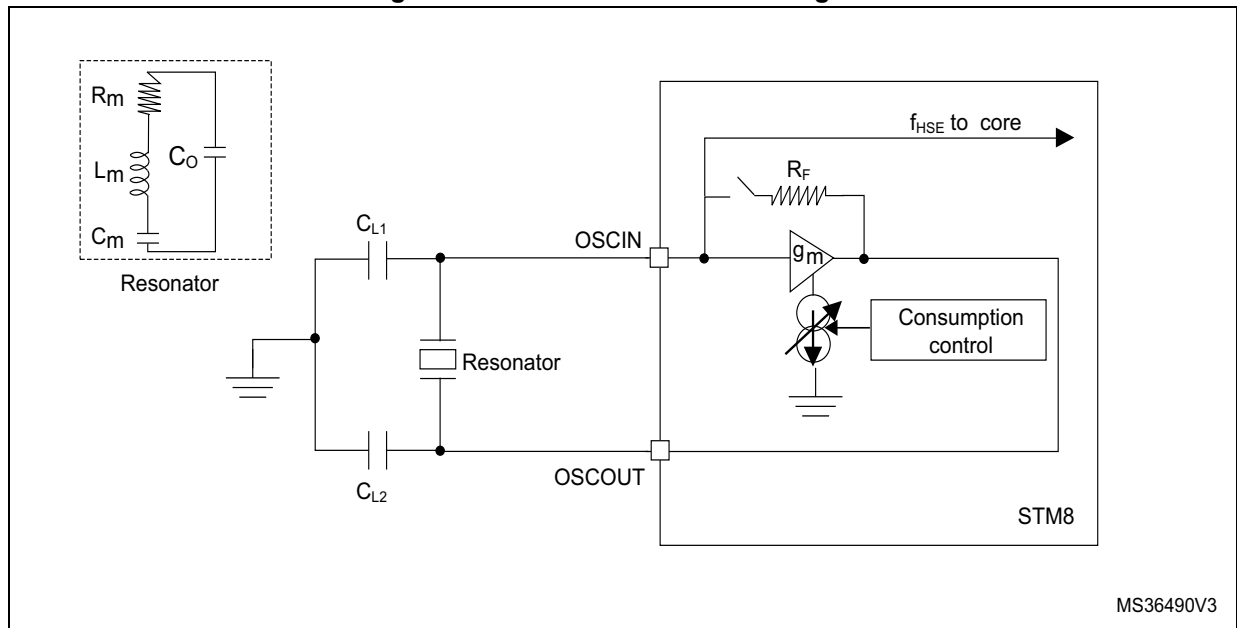 Rm
Lm
Cm
CO
Resonator
CL1
CL2
Resonator
OSCIN
OSCOUT
fHSE to core
RF
gm
Consumption
control
STM8
MS36490V3